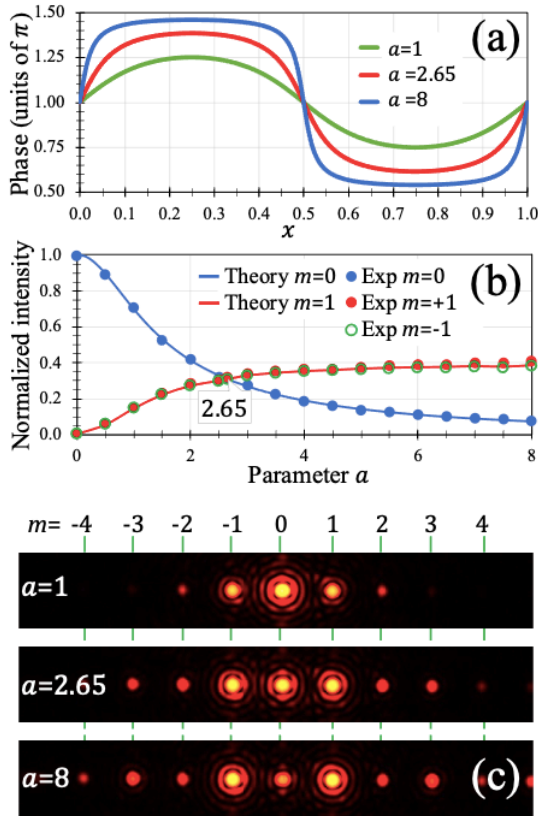 (a)
Phase (units of π)
1.50
1.25
1.00
0.75
0.50
a=1
a=2.65
a=8
0.0 0.1 0.2 0.3 0.4 0.5 0.6 0.7 0.8 0.9 1.0
x
(b)
Normalized intensity
1.0
0.8
0.6
0.4
0.2
0.0
Theory m=0
Theory m=1
Exp m=0
Exp m=+1
Exp m=-1
2.65
0 2 4 6 8
Parameter a
m= -4 -3 -2 -1 0 1 2 3 4
a=1
a=2.65
a=8
(c)